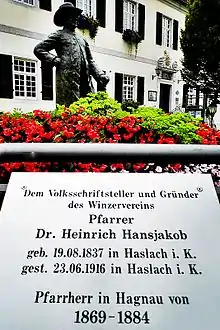 "Dem Volksschriftsteller und Gründer
des Winzervereins
Pfarrer
Dr. Heinrich Hansjakob
geb. 19.08.1837 in Haslach i. K.
gest. 23.06.1916 in Haslach i. K.
Pfarrherr in Hagnau von
1869-1884